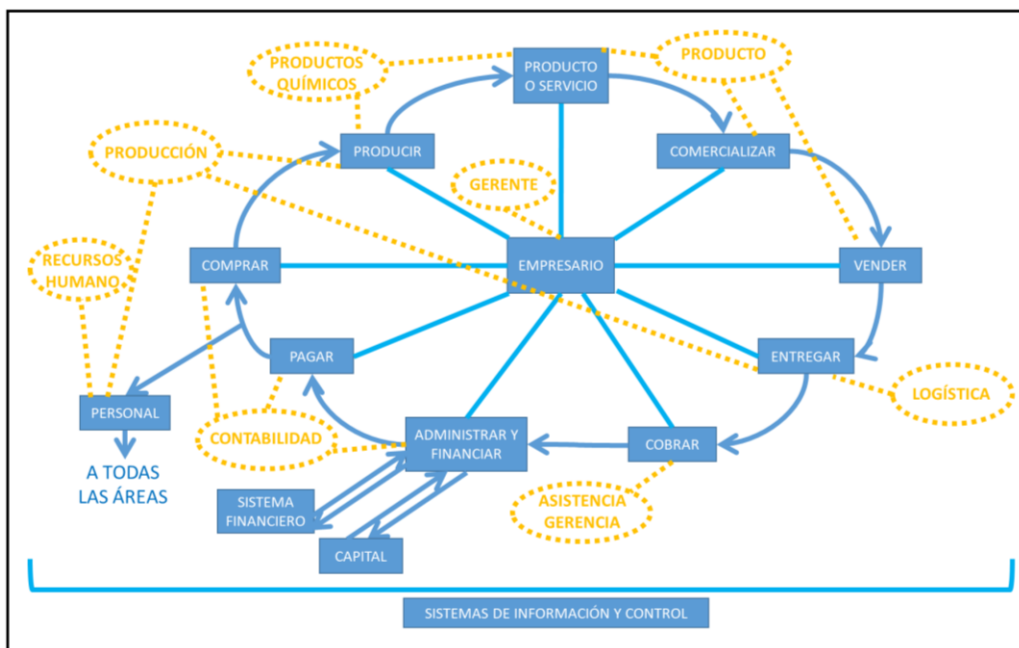 PRODUCTOS
QUÍMICOS
PRODUCTO
O SERVICIO
PRODUCTO
PRODUCCIÓN
PRODUCIR
COMERCIALIZAR
GERENTE
RECURSOS
HUMANO
COMPRAR
EMPRESARIO
VENDER
PAGAR
ENTREGAR
LOGÍSTICA
PERSONAL
CONTABILIDAD
ADMINISTRAR Y
FINANCIAR
COBRAR
A TODAS
LAS ÁREAS
SISTEMA
FINANCIERO
ASISTENCIA
GERENCIA
CAPITAL
SISTEMAS DE INFORMACIÓN Y CONTROL